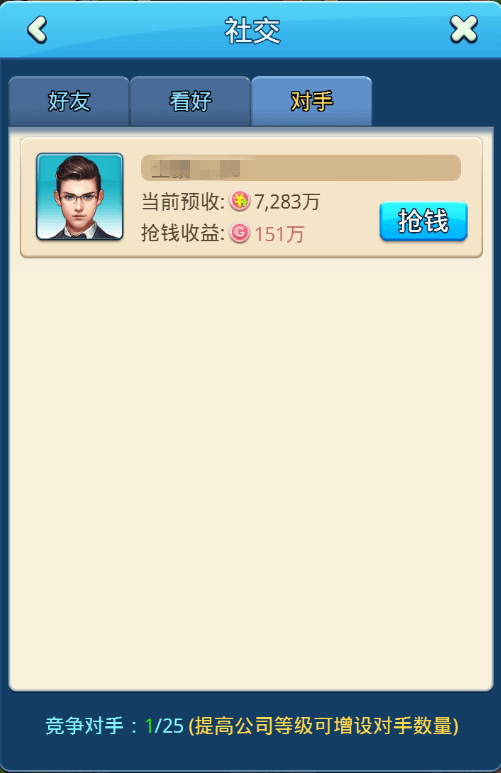 社交
好友
看好
对手
当前预收:7,283万
抢钱收益:151万
抢钱
竞争对手：1/25 (提高公司等级可增设对手数量)